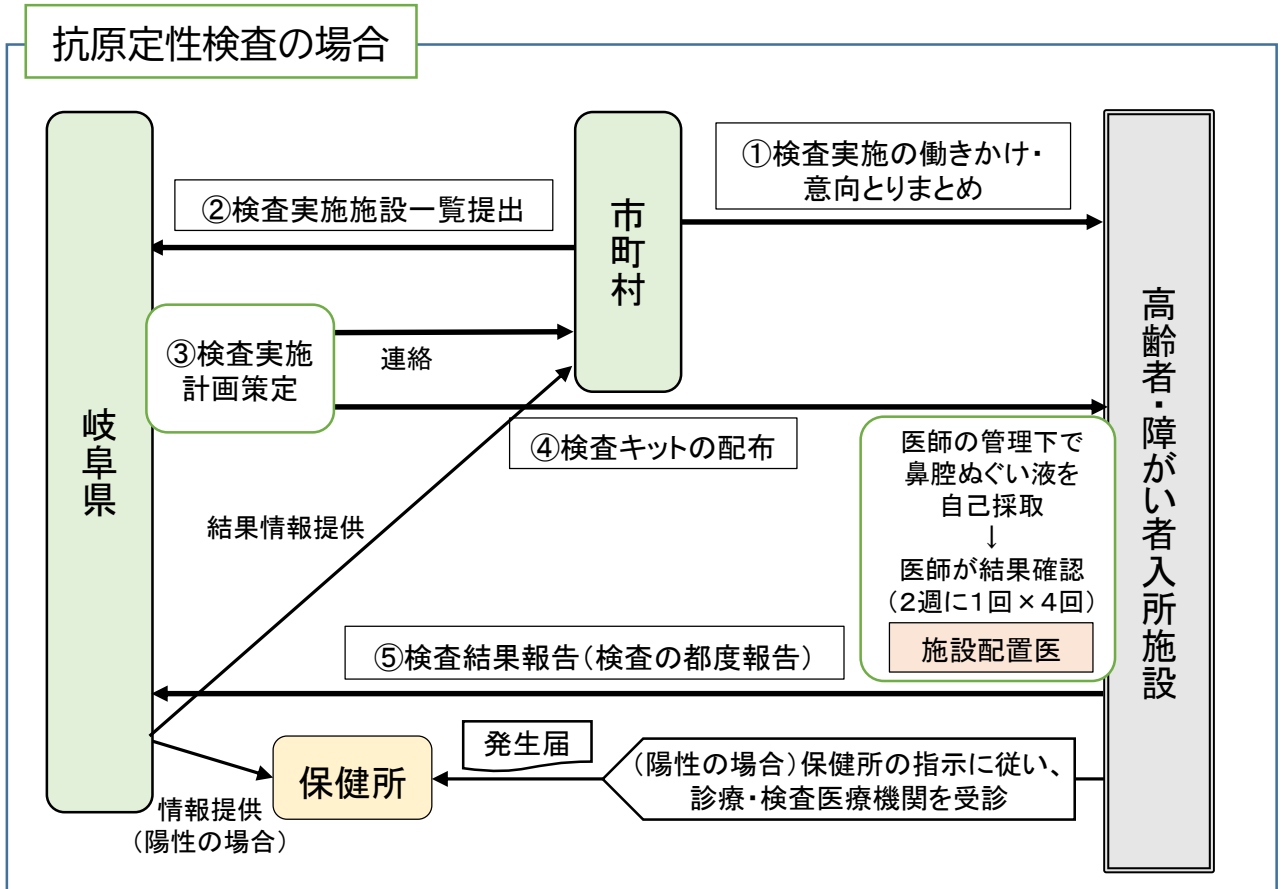 抗原定性検査の場合
①検査実施の働きかけ・
意向とりまとめ
②検査実施施設一覧提出
市町村
③検査実施
計画策定
連絡
岐阜県
④検査キットの配布
高齢者・障がい者入所施設
医師の管理下で
鼻腔ぬぐい液を
自己採取
↓
医師が結果確認
（２週に１回×４回）
施設配置医
結果情報提供
⑤検査結果報告（検査の都度報告）
発生届
（陽性の場合）保健所の指示に従い、
診療・検査医療機関を受診
保健所
情報提供
（陽性の場合）